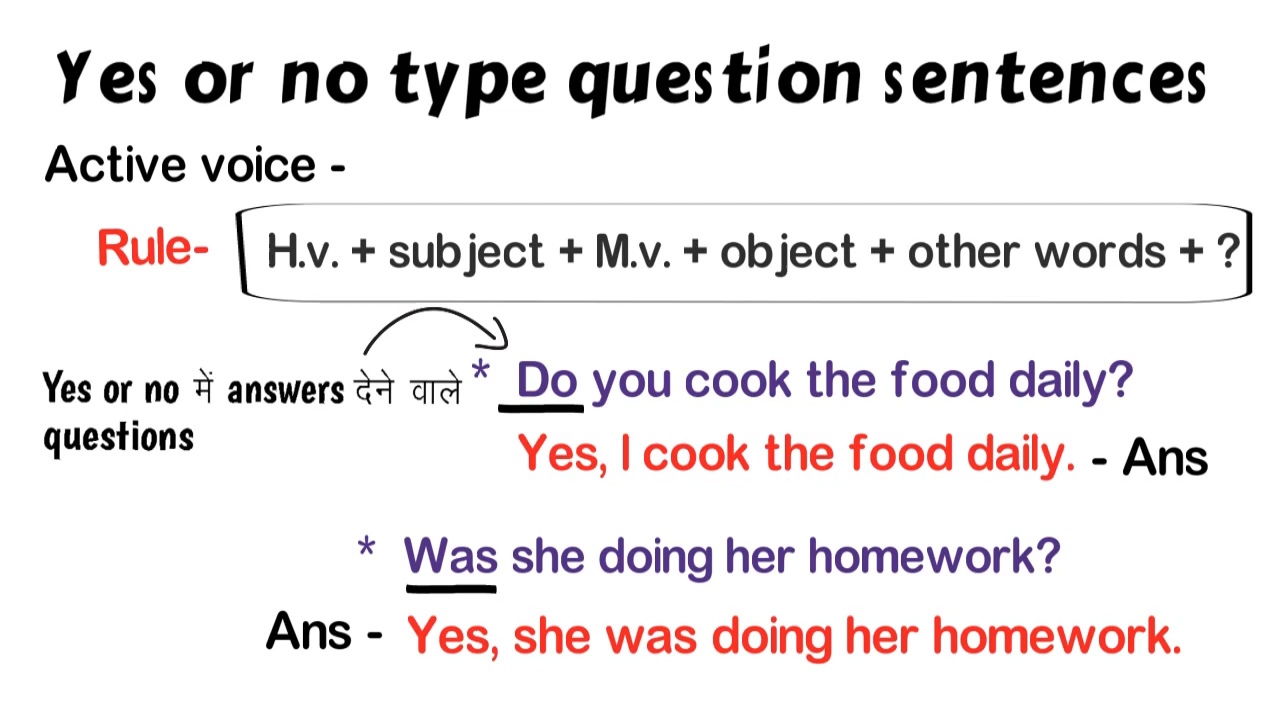 Yes or no type question sentences
Active voice -
Rule- H.v. + subject + M.v. + object + other words + ?
Yes or no में answers देने वाले
questions
* Do you cook the food daily?
Yes, I cook the food daily. - Ans
* Was she doing her homework?
Ans - Yes, she was doing her homework.